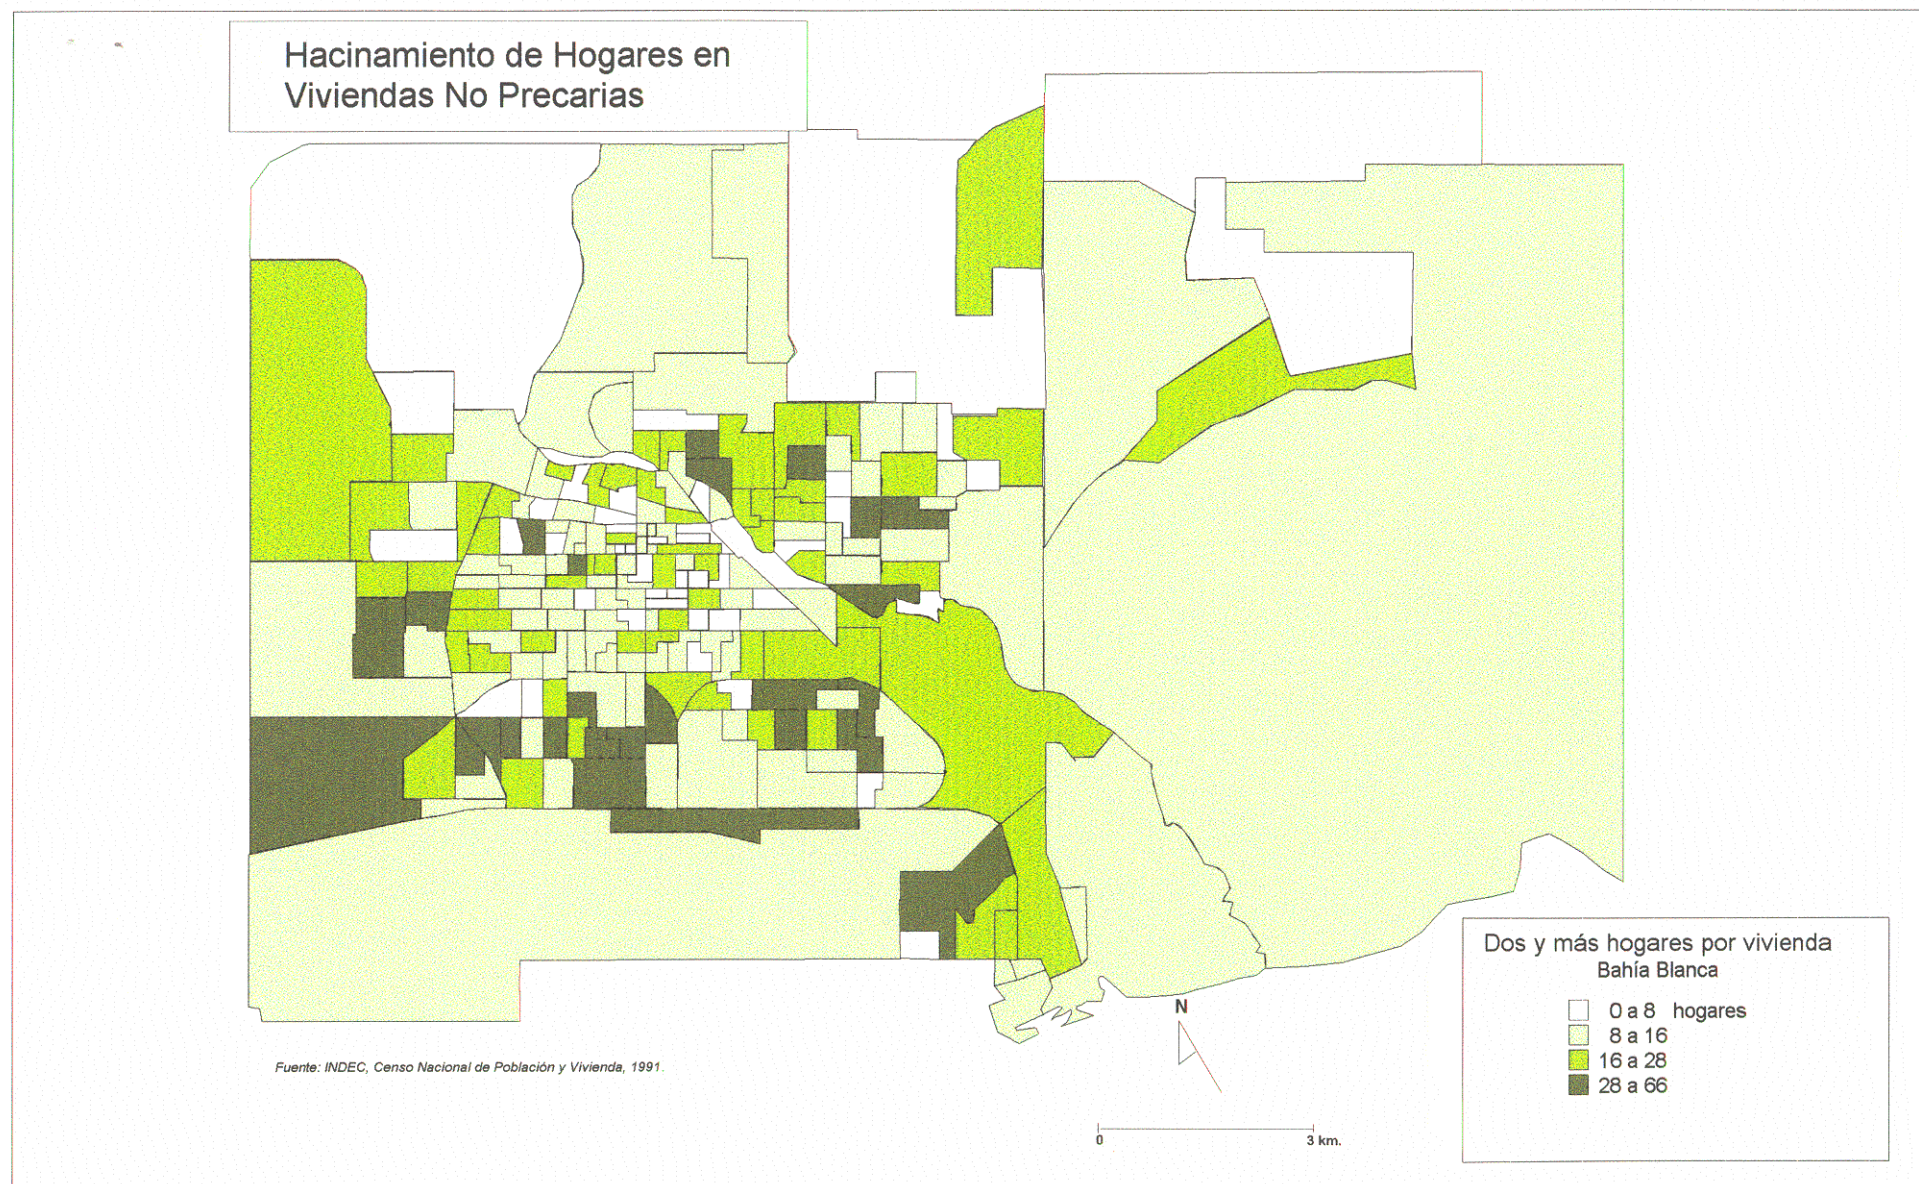 Hacinamiento de Hogares en
Viviendas No Precarias
Dos y más hogares por vivienda
Bahía Blanca
0 a 8 hogares
8 a 16
16 a 28
28 a 66
N
0 3 km.
Fuente: INDEC, Censo Nacional de Población y Vivienda, 1991.